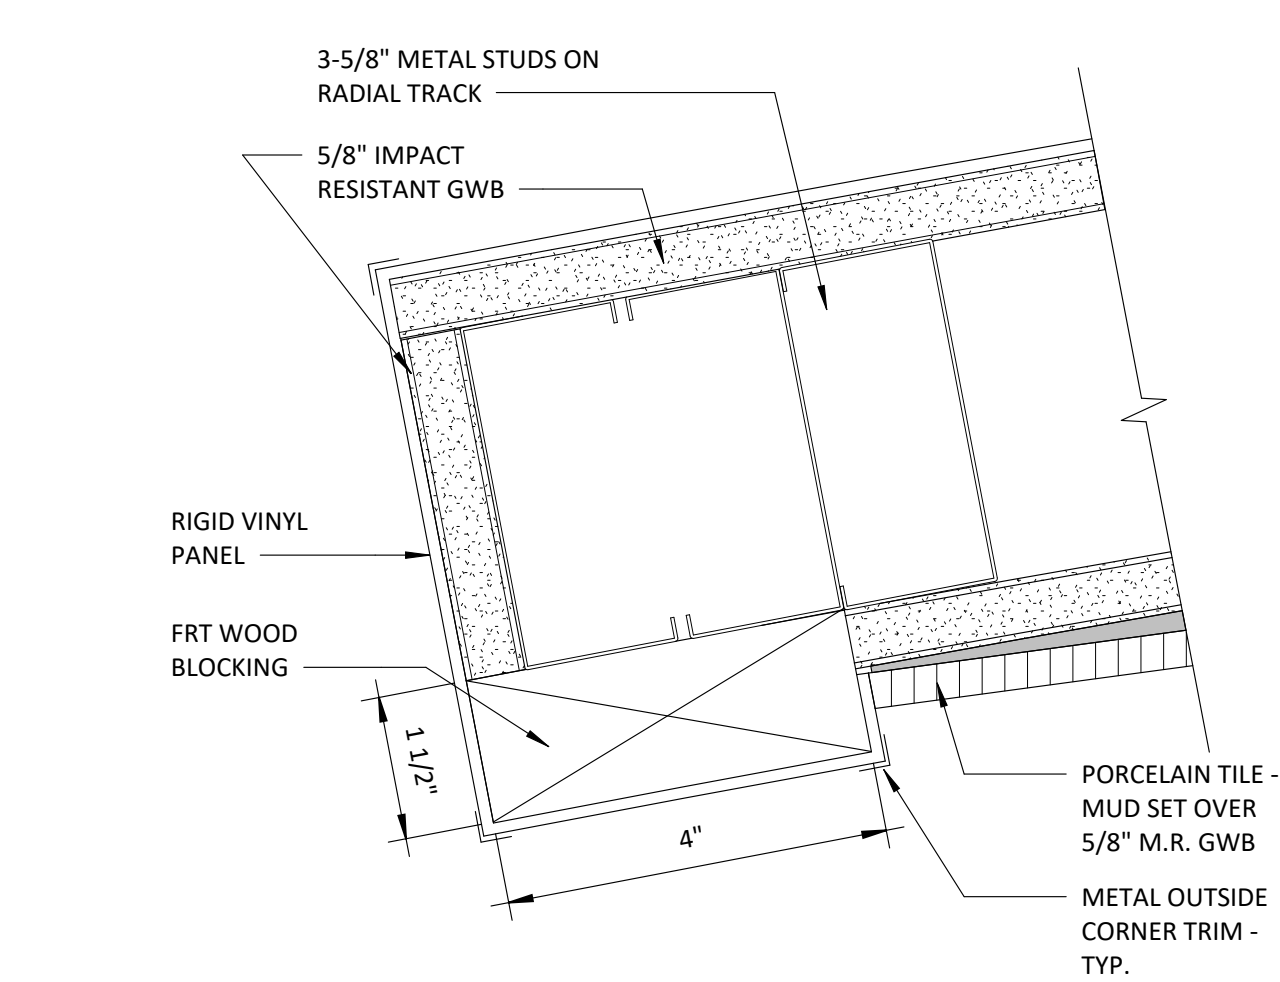 3-5/8" METAL STUDS ON
RADIAL TRACK
5/8" IMPACT
RESISTANT GWB
RIGID VINYL
PANEL
FRT WOOD
BLOCKING
1 1/2"
4"
PORCELAIN TILE -
MUD SET OVER
5/8" M.R. GWB
METAL OUTSIDE
CORNER TRIM -
TYP.